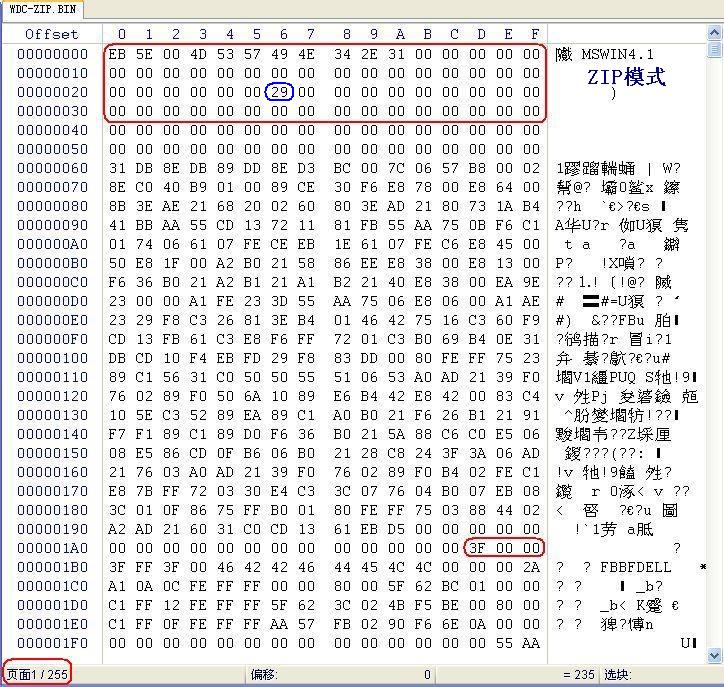 WDC-ZIP.BIN
Offset 0 1 2 3 4 5 6 7 8 9 A B C D E F
00000000 EB 5E 00 4D 53 57 49 4E 34 2E 31 00 00 00 00 00 MSWIN4.1
00000010 00 00 00 00 00 00 00 00 00 00 00 00 00 00 00 00 ZIP模式
00000020 00 00 00 00 00 00 29 00 00 00 00 00 00 00 00 00 )
00000030 00 00 00 00 00 00 00 00 00 00 00 00 00 00 00 00
00000040 00 00 00 00 00 00 00 00 00 00 00 00 00 00 00 00
00000050 00 00 00 00 00 00 00 00 00 00 00 00 00 00 00 00
00000060 31 DB 8E DB 89 DD 8E D3 BC 00 7C 06 57 B8 00 02
00000070 8E C0 40 B9 01 00 89 CE 30 F6 E8 78 00 E8 64 00
00000080 8B 3E AE 21 68 20 02 60 80 3E AD 21 80 73 1A B4
00000090 41 BB AA 55 CD 13 72 11 81 FB 55 AA 75 0B F6 C1
000000A0 01 74 06 61 07 FE CE EB 1E 61 07 FE C6 E8 45 00
000000B0 50 E8 1F 00 A2 B0 21 58 86 EE E8 38 00 E8 13 00
000000C0 F6 36 B0 21 A2 B1 21 A1 B2 21 40 E8 38 00 EA 9E
000000D0 23 00 00 A1 FE 23 3D 55 AA 75 06 E8 06 00 A1 AE
000000E0 23 29 F8 C3 26 81 3E B4 01 46 42 75 16 C3 60 F9
000000F0 CD 13 FB 61 C3 E8 F6 FF 72 01 C3 B0 69 B4 0E 31
00000100 DB CD 10 F4 EB FD 29 F8 83 DD 00 80 FE FF 75 23
00000110 89 C1 56 31 C0 50 50 55 51 06 53 A0 AD 21 39 F0
00000120 76 02 89 F0 50 6A 10 89 E6 B4 42 E8 42 00 83 C4
00000130 10 5E C3 52 89 EA 89 C1 A0 B0 21 F6 26 B1 21 91
00000140 F7 F1 89 C1 89 D0 F6 36 B0 21 5A 88 C6 C0 E5 06
00000150 08 E5 86 CD 0F B6 06 B0 21 28 C8 24 3F 3A 06 AD
00000160 21 76 03 A0 AD 21 39 F0 76 02 89 F0 B4 02 FE C1
00000170 E8 7B FF 72 03 30 E4 C3 3C 07 76 04 B0 07 EB 08
00000180 3C 01 0F 86 75 FF B0 01 80 FE FF 75 03 88 44 02
00000190 A2 AD 21 60 31 C0 CD 13 61 EB D5 00 00 00 00 00
000001A0 00 00 00 00 00 00 00 00 00 00 00 00 00 3F 00 00 ?
000001B0 3F FF 3F 00 46 42 42 46 44 45 4C 4C 00 00 00 2A ? ? FBBFDELL *
000001C0 A1 0A 0C FE FF FF 00 00 80 00 5F 62 BC 01 00 00
000001D0 C1 FF 12 FE FF FF 5F 62 3C 02 4B F5 BE 00 80 00
000001E0 C1 FF 0F FE FF FF AA 57 FB 02 90 F6 6E 0A 00 00
000001F0 00 00 00 00 00 00 00 00 00 00 00 00 00 00 55 AA
页面1 / 255 偏移: 0 = 235 选块: